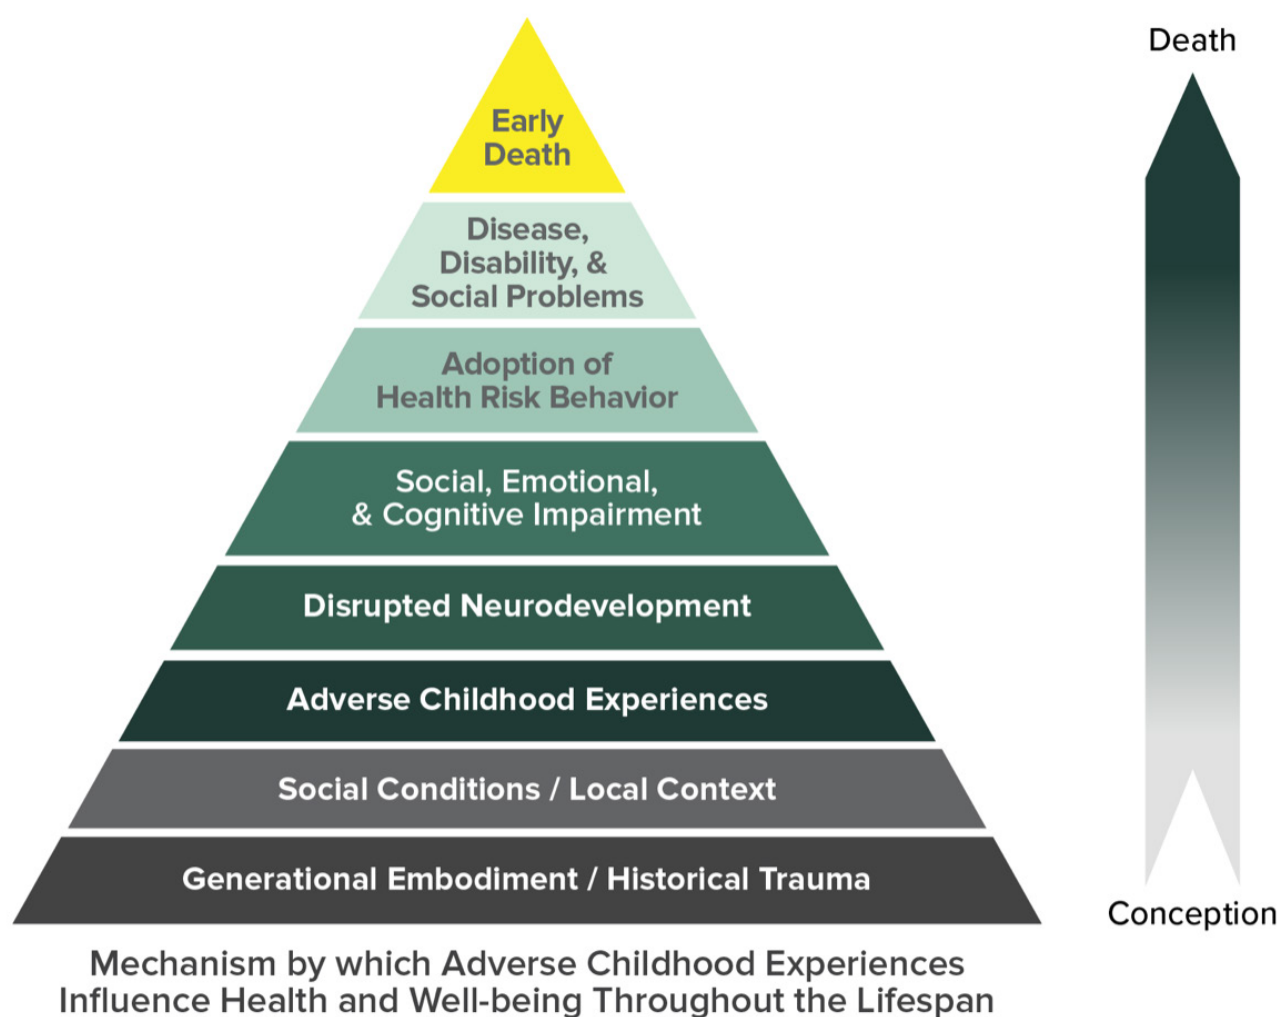 Death
Early
Death
Disease,
Disability, &
Social Problems
Adoption of
Health Risk Behavior
Social, Emotional,
& Cognitive Impairment
Disrupted Neurodevelopment
Adverse Childhood Experiences
Social Conditions / Local Context
Generational Embodiment / Historical Trauma
Conception
Mechanism by which Adverse Childhood Experiences
Influence Health and Well-being Throughout the Lifespan